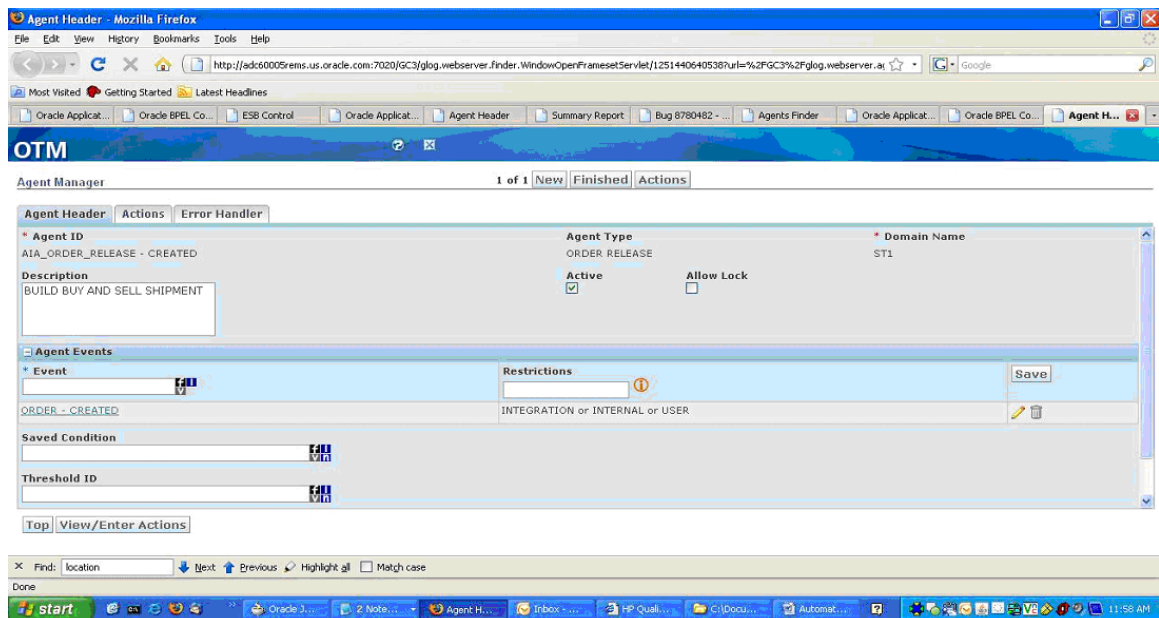 Agent Header - Mozilla Firefox
File Edit View History Bookmarks Tools Help
http://adc60005rems.us.oracle.com:7020/GC3/glog.webserver.finder.WindowOpenFramesetServlet/1251440640538?url=%2FGC3%2Fglog.webserver.ag
Google
Most Visited Getting Started Latest Headlines
Oracle Applicat... Oracle BPEL Co... ESB Control Oracle Applicat... Agent Header Summary Report Bug 8780482 - ... Agents Finder Oracle Applicat... Oracle BPEL Co... Agent H...
OTM
Agent Manager 1 of 1 New Finished Actions
Agent Header Actions Error Handler
* Agent ID Agent Type * Domain Name
AIA_ORDER_RELEASE - CREATED ORDER RELEASE ST1
Description Active Allow Lock
BUILD BUY AND SELL SHIPMENT
Agent Events
* Event Restrictions Save
ORDER - CREATED INTEGRATION or INTERNAL or USER
Saved Condition
Threshold ID
Top View/Enter Actions
Find: location Next Previous Highlight all Match case
Done
start Oracle J... 2 Note... Agent H... Inbox - ... HP Quali... C:\Docu... Automat... 11:58 AM